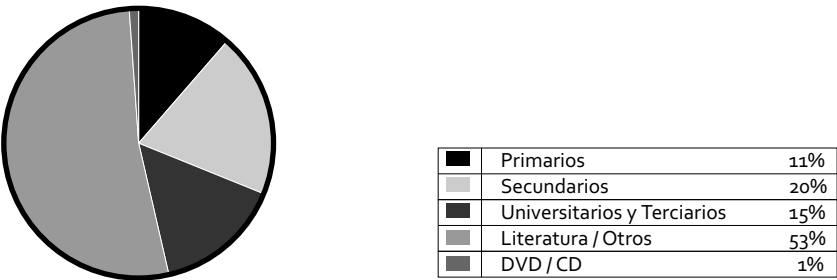 Primarios 11%
Secundarios 20%
Universitarios y Terciarios 15%
Literatura / Otros 53%
DVD / CD 1%